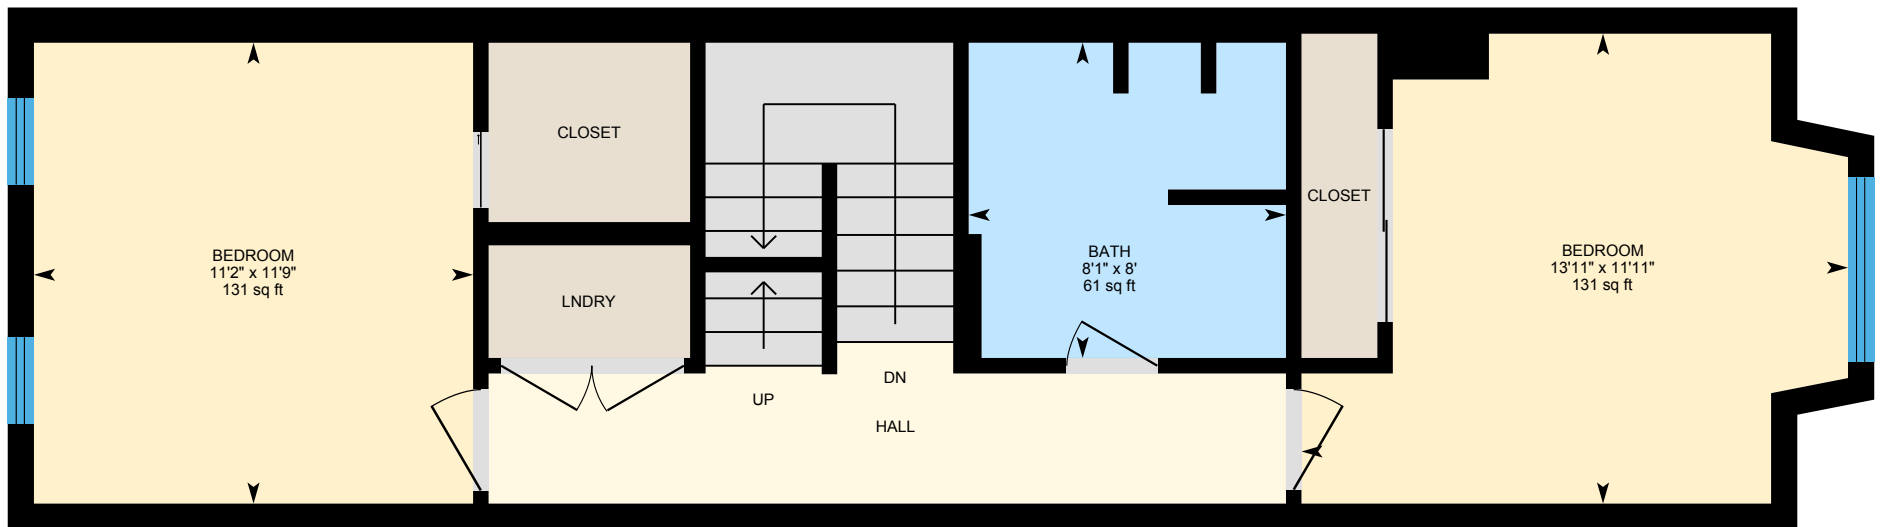 BEDROOM
11'2" x 11'9"
131 sq ft
CLOSET
LNDRY
UP
DN
HALL
BATH
8'1" x 8'
61 sq ft
CLOSET
BEDROOM
13'11" x 11'11"
131 sq ft